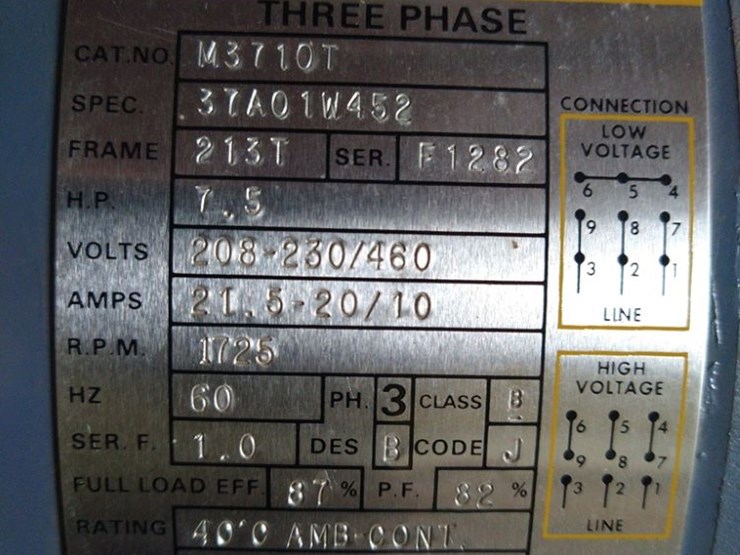 THREE PHASE
CAT.NO. M3710T
SPEC. 37A01W452
FRAME 213T SER. F1282
H.P. 7.5
VOLTS 208-230/460
AMPS 21.5-20/10
R.P.M. 1725
HZ 60 PH. 3 CLASS B
SER. F. 1.0 DES B CODE J
FULL LOAD EFF. 87 % P.F. 82 %
RATING 40°C AMB-CONT.
CONNECTION
LOW
VOLTAGE
6 5 4
9 8 7
3 2 1
LINE
HIGH
VOLTAGE
6 5 4
9 8 7
3 2 1
LINE